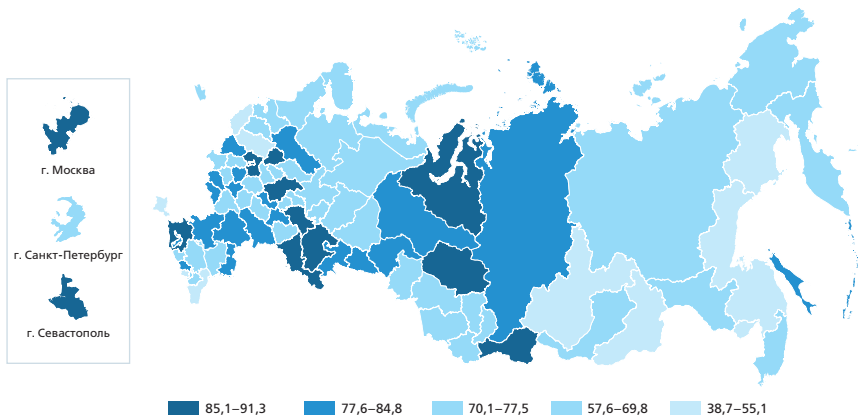 г. Москва
г. Санкт-Петербург
г. Севастополь
85,1–91,3
77,6–84,8
70,1–77,5
57,6–69,8
38,7–55,1